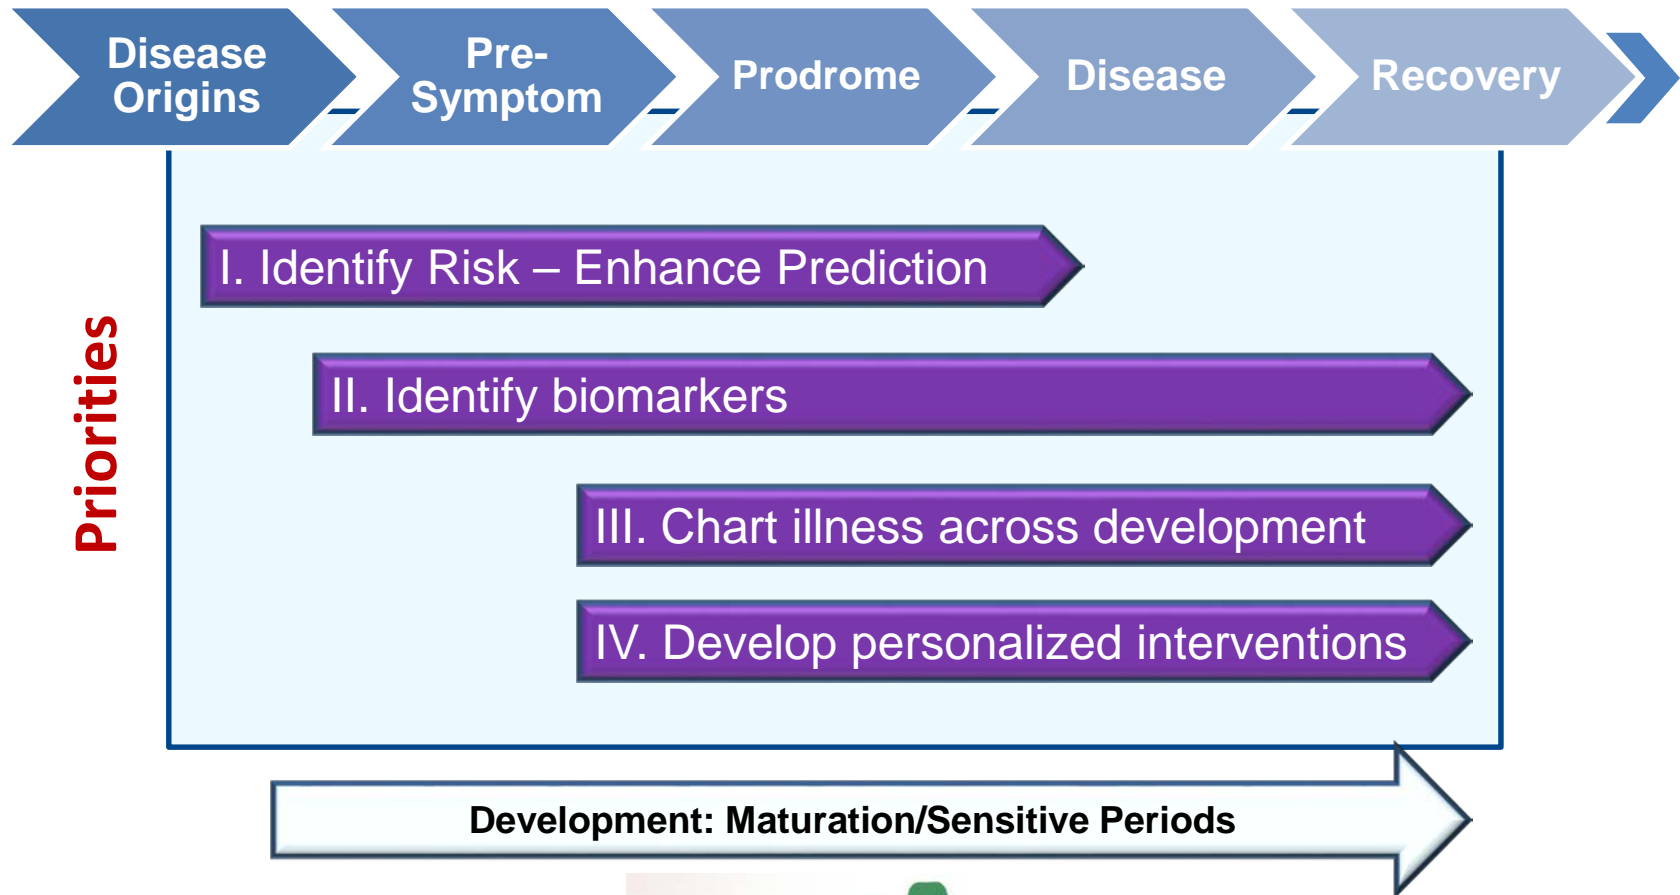 Disease
Origins
Pre-
Symptom
Prodrome
Disease
Recovery
Priorities
I. Identify Risk – Enhance Prediction
II. Identify biomarkers
III. Chart illness across development
IV. Develop personalized interventions
Development: Maturation/Sensitive Periods